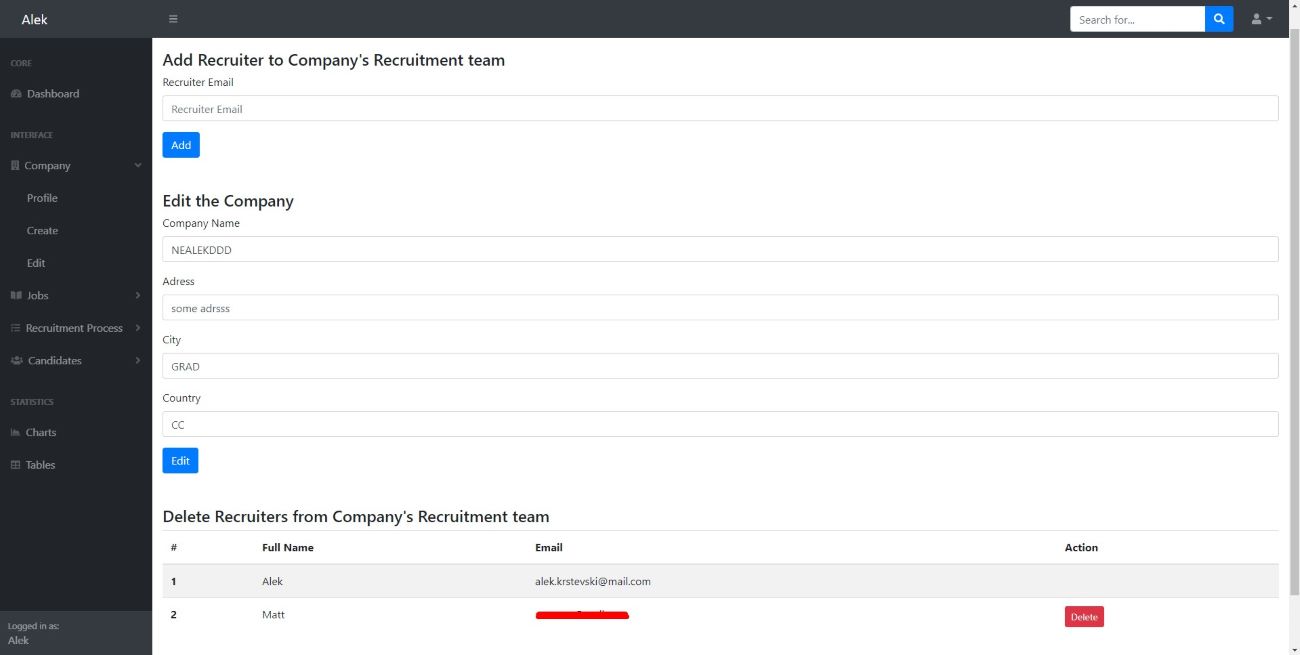 Alek
Search for...
CORE
Dashboard
INTERFACE
Company
Profile
Create
Edit
Jobs
Recruitment Process
Candidates
STATISTICS
Charts
Tables
Logged in as:
Alek
Add Recruiter to Company's Recruitment team
Recruiter Email
Recruiter Email
Add
Edit the Company
Company Name
NEALEKDDD
Adress
some adrsss
City
GRAD
Country
CC
Edit
Delete Recruiters from Company's Recruitment team
# Full Name Email Action
1 Alek alek.krstevski@mail.com
2 Matt Delete